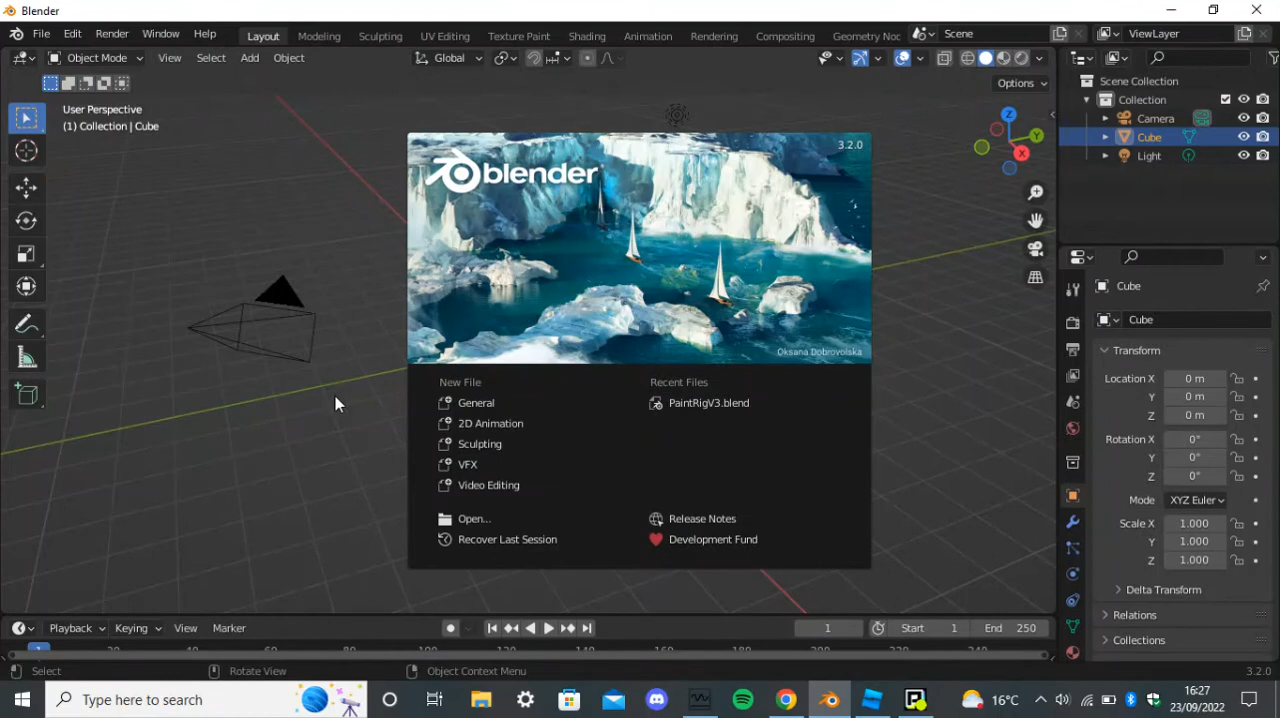 Blender
File Edit Render Window Help Layout Modeling Sculpting UV Editing Texture Paint Shading Animation Rendering Compositing Geometry Noc Scene ViewLayer
Object Mode View Select Add Object Global
Options
User Perspective
(1) Collection | Cube
Z
Y
X
Scene Collection
Collection
Camera
Cube
Light
3.2.0
blender
Oksana Dobrovolska
New File
General
2D Animation
Sculpting
VFX
Video Editing
Open...
Recover Last Session
Recent Files
PaintRigV3.blend
Release Notes
Development Fund
Cube
Cube
Transform
Location X 0 m
Y 0 m
Z 0 m
Rotation X 0°
Y 0°
Z 0°
Mode XYZ Euler
Scale X 1.000
Y 1.000
Z 1.000
Delta Transform
Relations
Collections
Playback Keying View Marker 1 Start 1 End 250
Select Rotate View Object Context Menu 3.2.0
Type here to search
16°C
16:27
23/09/2022